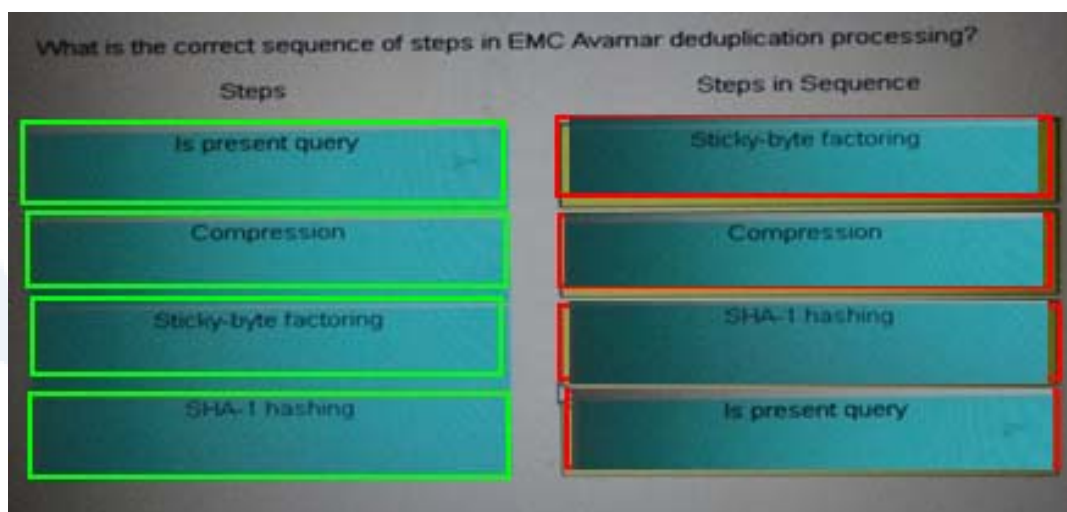 What is the correct sequence of steps in EMC Avamar deduplication processing?
Steps
Steps in Sequence
Is present query
Compression
Sticky-byte factoring
SHA-1 hashing
Sticky-byte factoring
Compression
SHA-1 hashing
Is present query